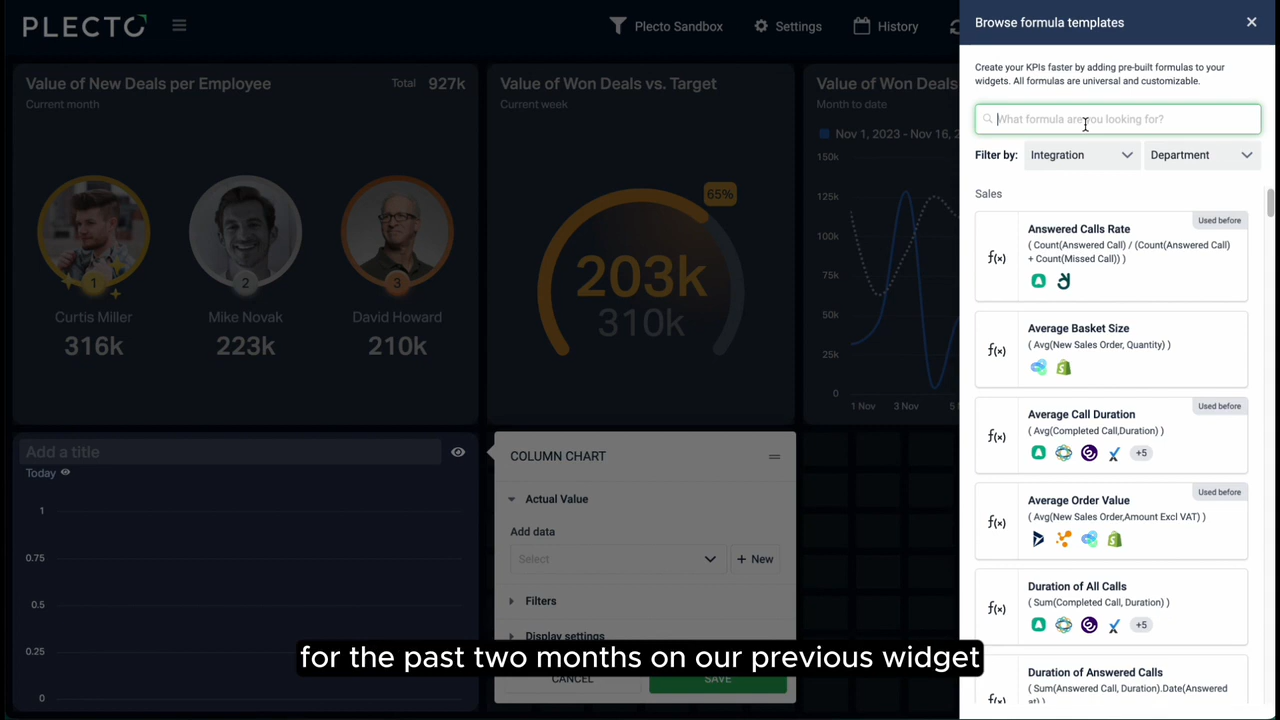 PLECTO
Plecto Sandbox
Settings
History
Value of New Deals per Employee
Total 927k
Current month
1
2
3
Curtis Miller
Mike Novak
David Howard
316k
223k
210k
Value of Won Deals vs. Target
Current week
65%
203k
310k
Value of Won Deals
Month to date
Nov 1, 2023 - Nov 16, 2
150k
125k
100k
75k
50k
25k
0
1 Nov
3 Nov
Add a title
Today
1
0.75
0.5
0.25
0
COLUMN CHART
Actual Value
Add data
Select
+ New
Filters
Display settings
CANCEL
SAVE
for the past two months on our previous widget
Browse formula templates
Create your KPIs faster by adding pre-built formulas to your
widgets. All formulas are universal and customizable.
What formula are you looking for?
Filter by:
Integration
Department
Sales
Used before
Answered Calls Rate
( Count(Answered Call) / (Count(Answered Call)
+ Count(Missed Call)) )
f(x)
Average Basket Size
( Avg(New Sales Order, Quantity) )
f(x)
Used before
Average Call Duration
( Avg(Completed Call,Duration) )
f(x)
+5
Used before
Average Order Value
( Avg(New Sales Order,Amount Excl VAT) )
f(x)
Duration of All Calls
( Sum(Completed Call, Duration) )
f(x)
+5
Duration of Answered Calls
( Sum(Answered Call, Duration).Date(Answered
at) )
f(x)